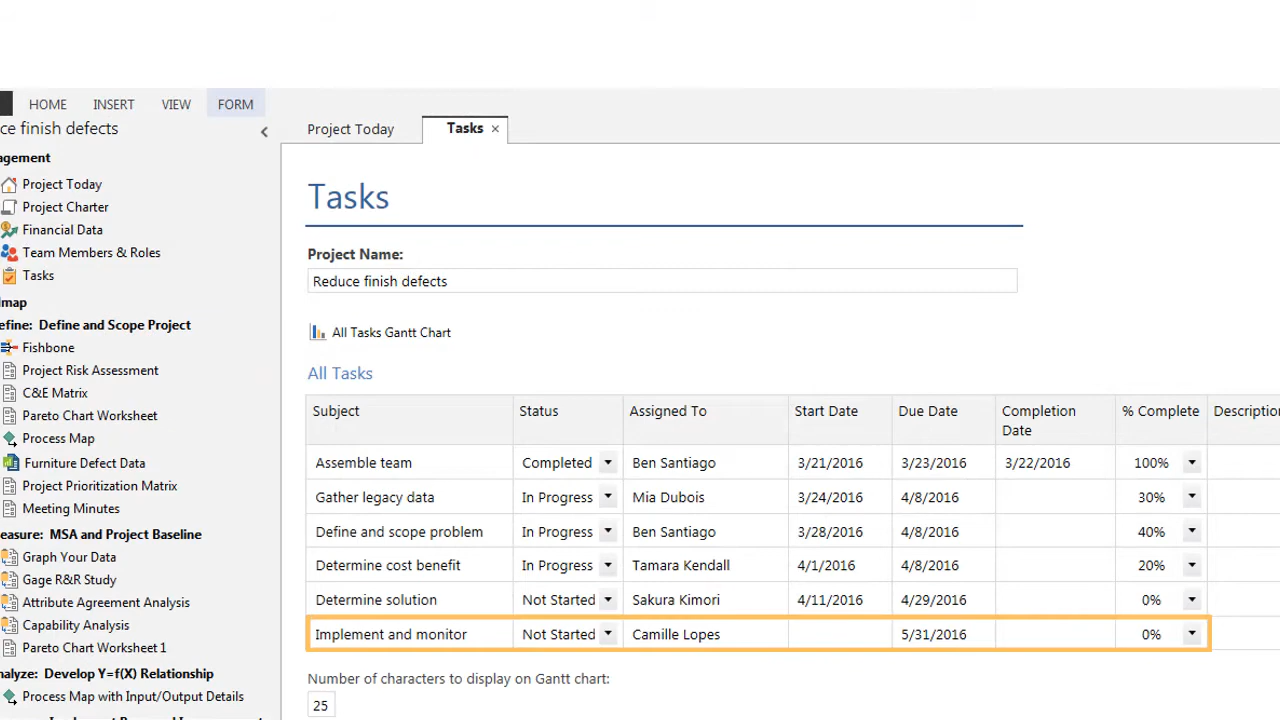 HOME INSERT VIEW FORM
ce finish defects
agement
Project Today
Project Charter
Financial Data
Team Members & Roles
Tasks
dmap
efine: Define and Scope Project
Fishbone
Project Risk Assessment
C&E Matrix
Pareto Chart Worksheet
Process Map
Furniture Defect Data
Project Prioritization Matrix
Meeting Minutes
easure: MSA and Project Baseline
Graph Your Data
Gage R&R Study
Attribute Agreement Analysis
Capability Analysis
Pareto Chart Worksheet 1
nalyze: Develop Y=f(X) Relationship
Process Map with Input/Output Details
Project Today Tasks
Tasks
Project Name:
Reduce finish defects
All Tasks Gantt Chart
All Tasks
Subject Status Assigned To Start Date Due Date Completion Date % Complete Descriptio
Assemble team Completed Ben Santiago 3/21/2016 3/23/2016 3/22/2016 100%
Gather legacy data In Progress Mia Dubois 3/24/2016 4/8/2016 30%
Define and scope problem In Progress Ben Santiago 3/28/2016 4/8/2016 40%
Determine cost benefit In Progress Tamara Kendall 4/1/2016 4/8/2016 20%
Determine solution Not Started Sakura Kimori 4/11/2016 4/29/2016 0%
Implement and monitor Not Started Camille Lopes 5/31/2016 0%
Number of characters to display on Gantt chart:
25